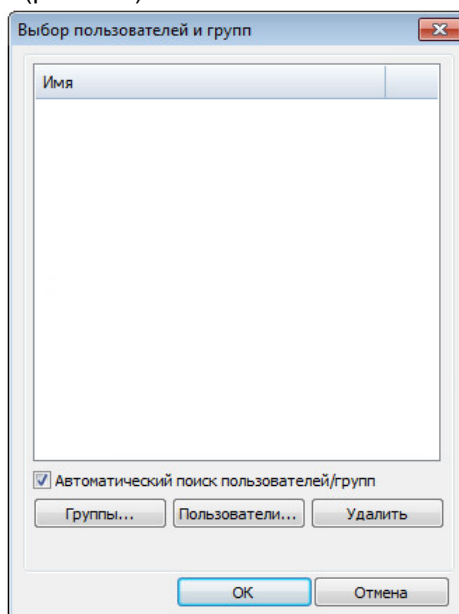 Выбор пользователей и групп
Имя
Автоматический поиск пользователей/групп
Группы... Пользователи... Удалить
OK Отмена